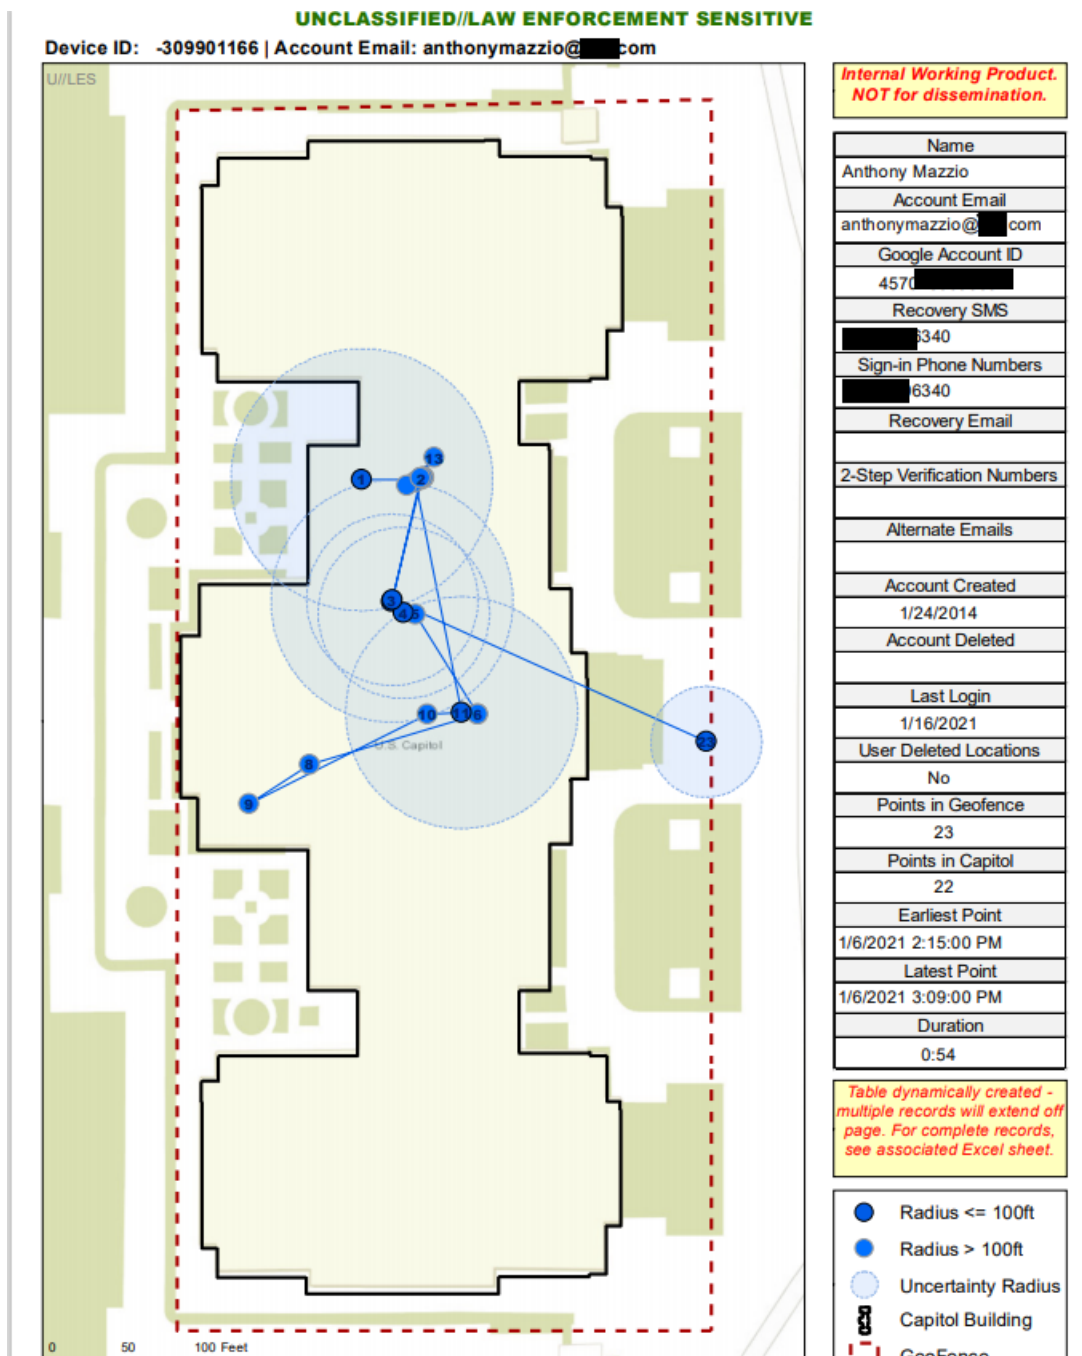 UNCLASSIFIED//LAW ENFORCEMENT SENSITIVE
Device ID: -309901166 | Account Email: anthonymazzio@ com
U//LES
13
1
2
3
4
5
10
11
6
U.S. Capitol
8
9
23
0 50 100 Feet
Internal Working Product.
NOT for dissemination.
Name
Anthony Mazzio
Account Email
anthonymazzio@ com
Google Account ID
4570
Recovery SMS
6340
Sign-in Phone Numbers
6340
Recovery Email
2-Step Verification Numbers
Alternate Emails
Account Created
1/24/2014
Account Deleted
Last Login
1/16/2021
User Deleted Locations
No
Points in Geofence
23
Points in Capitol
22
Earliest Point
1/6/2021 2:15:00 PM
Latest Point
1/6/2021 3:09:00 PM
Duration
0:54
Table dynamically created -
multiple records will extend off
page. For complete records,
see associated Excel sheet.
Radius <= 100ft
Radius > 100ft
Uncertainty Radius
Capitol Building
GeoFence